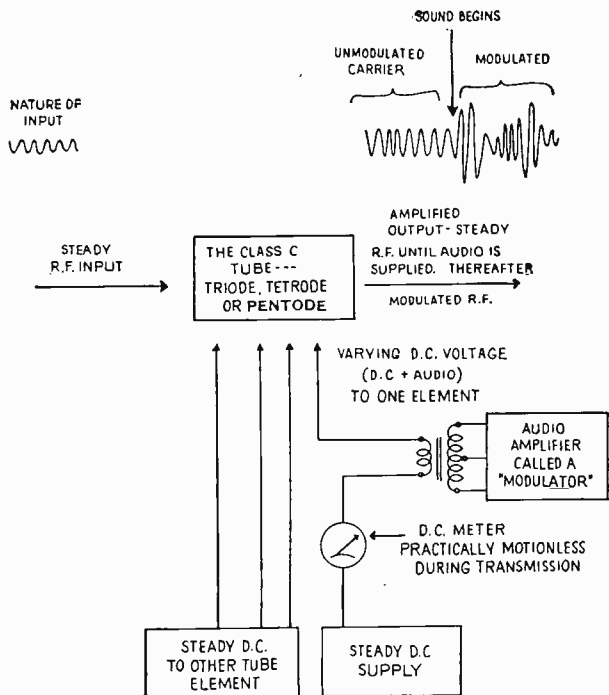 SOUND BEGINS
UNMODULATED
CARRIER
MODULATED
NATURE OF
INPUT
STEADY
R.F. INPUT
THE CLASS C
TUBE---
TRIODE, TETRODE
OR PENTODE
AMPLIFIED
OUTPUT - STEADY
R.F. UNTIL AUDIO IS
SUPPLIED. THEREAFTER
MODULATED R.F.
VARYING D.C. VOLTAGE
(D.C + AUDIO)
TO ONE ELEMENT
AUDIO
AMPLIFIER
CALLED A
"MODULATOR"
D.C. METER
PRACTICALLY MOTIONLESS
DURING TRANSMISSION
STEADY D.C.
TO OTHER TUBE
ELEMENT
STEADY D.C
SUPPLY